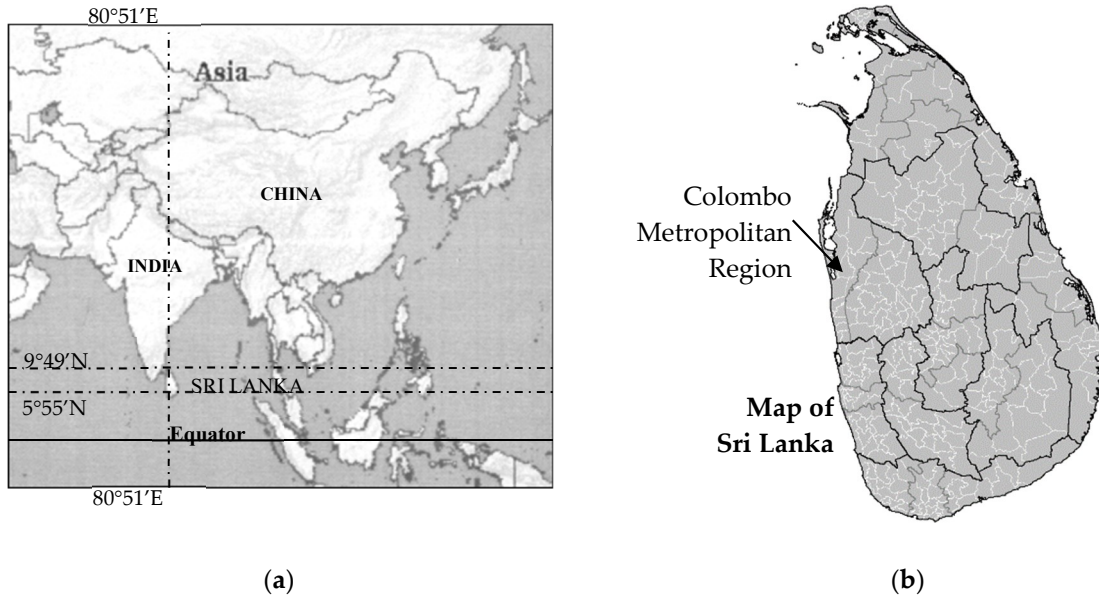 80°51′E
Asia
CHINA
INDIA
9°49′N
SRI LANKA
5°55′N
Equator
80°51′E
(a)
Colombo
Metropolitan
Region
Map of
Sri Lanka
(b)